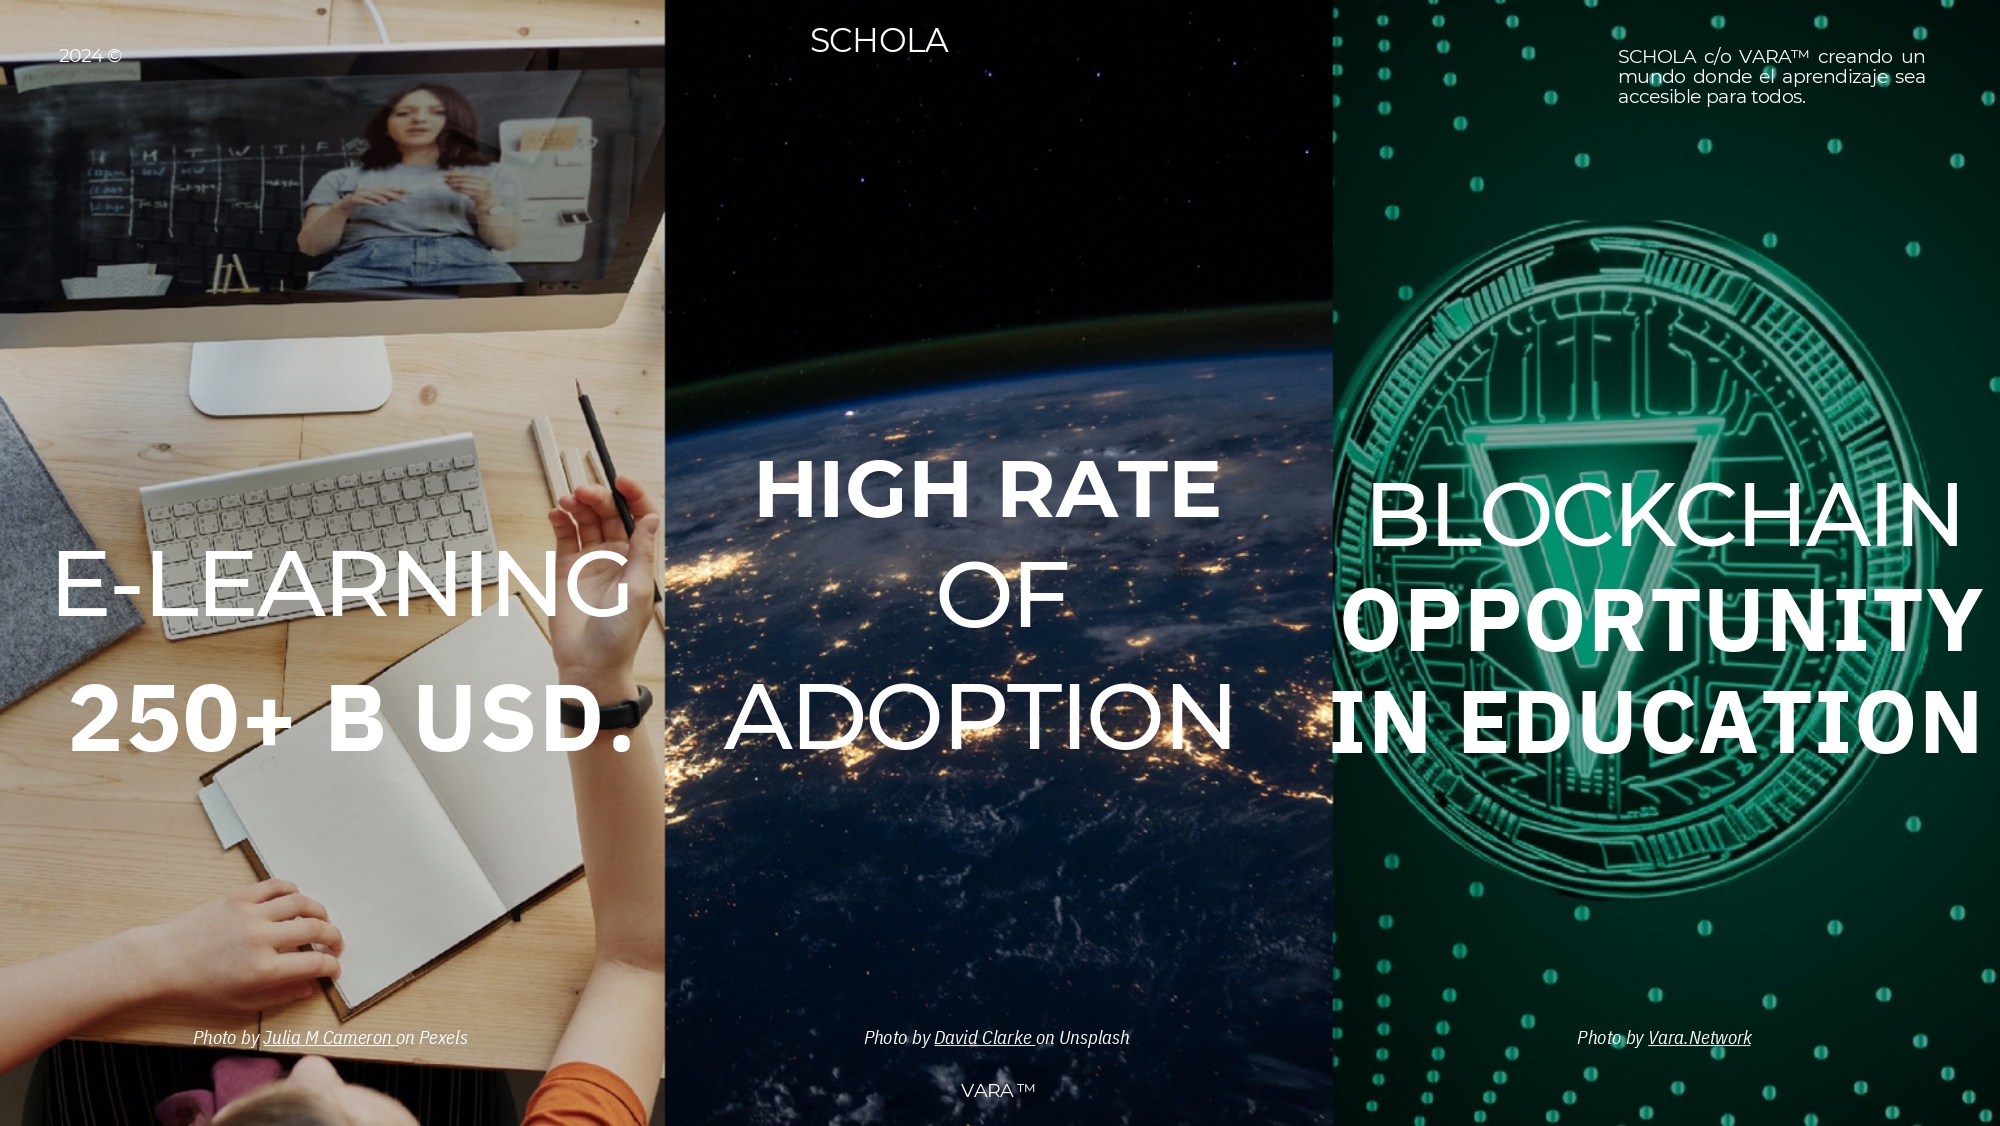 2024 ©
SCHOLA
SCHOLA c/o VARA™ creando un
mundo donde el aprendizaje sea
accesible para todos.
M T W T F
E-LEARNING
250+ B USD.
HIGH RATE
OF
ADOPTION
BLOCKCHAIN
OPPORTUNITY
IN EDUCATION
Photo by Julia M Cameron on Pexels
Photo by David Clarke on Unsplash
Photo by Vara.Network
VARA ™